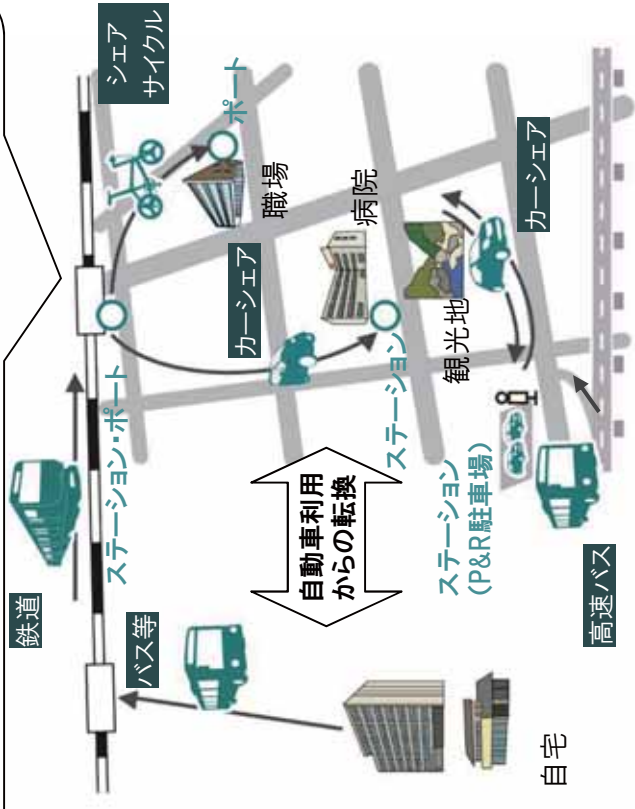 鉄道
バス等
自宅
ステーション・ポート
シェア
サイクル
ポート
職場
カーシェア
病院
ステーション
自動車利用
からの転換
観光地
カーシェア
ステーション
(P&R駐車場)
高速バス